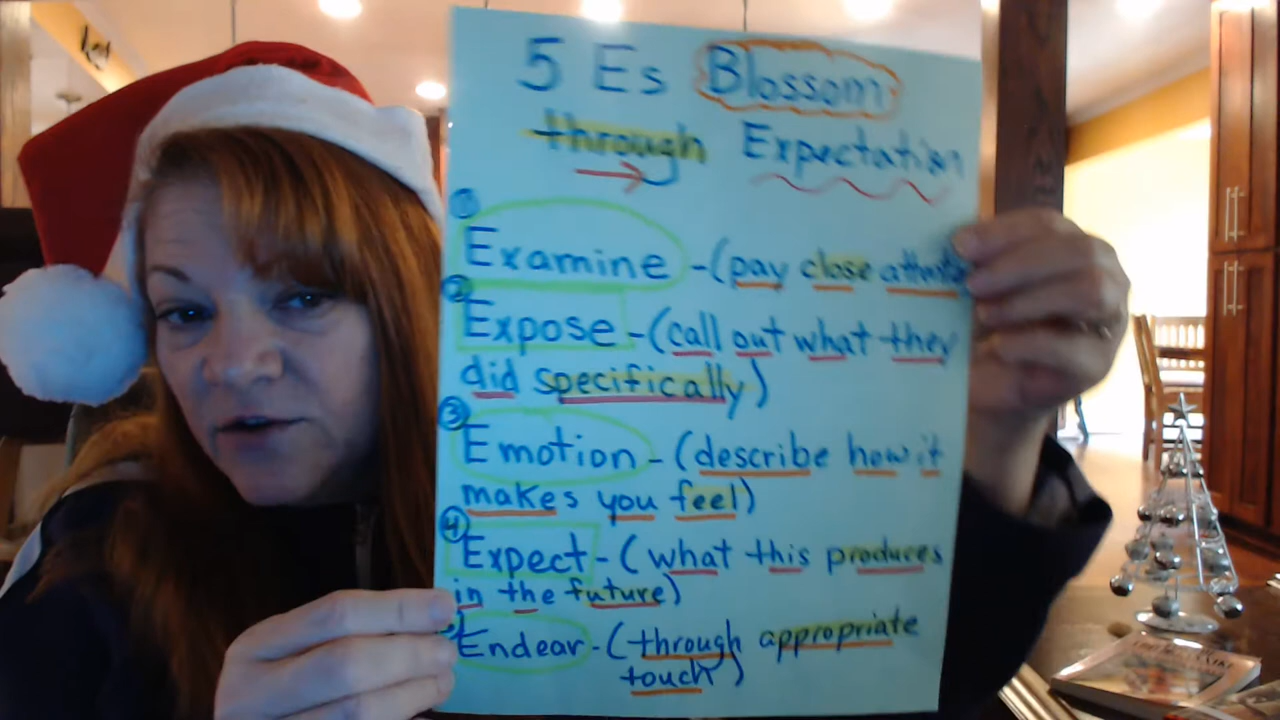 5 Es Blossom
through Expectation
① Examine - (pay close
② Expose - (call out what they
did specifically)
③ Emotion - (describe how it
makes you feel)
④ Expect - (what this produces
in the future)
Endear - (through appropriate
touch)